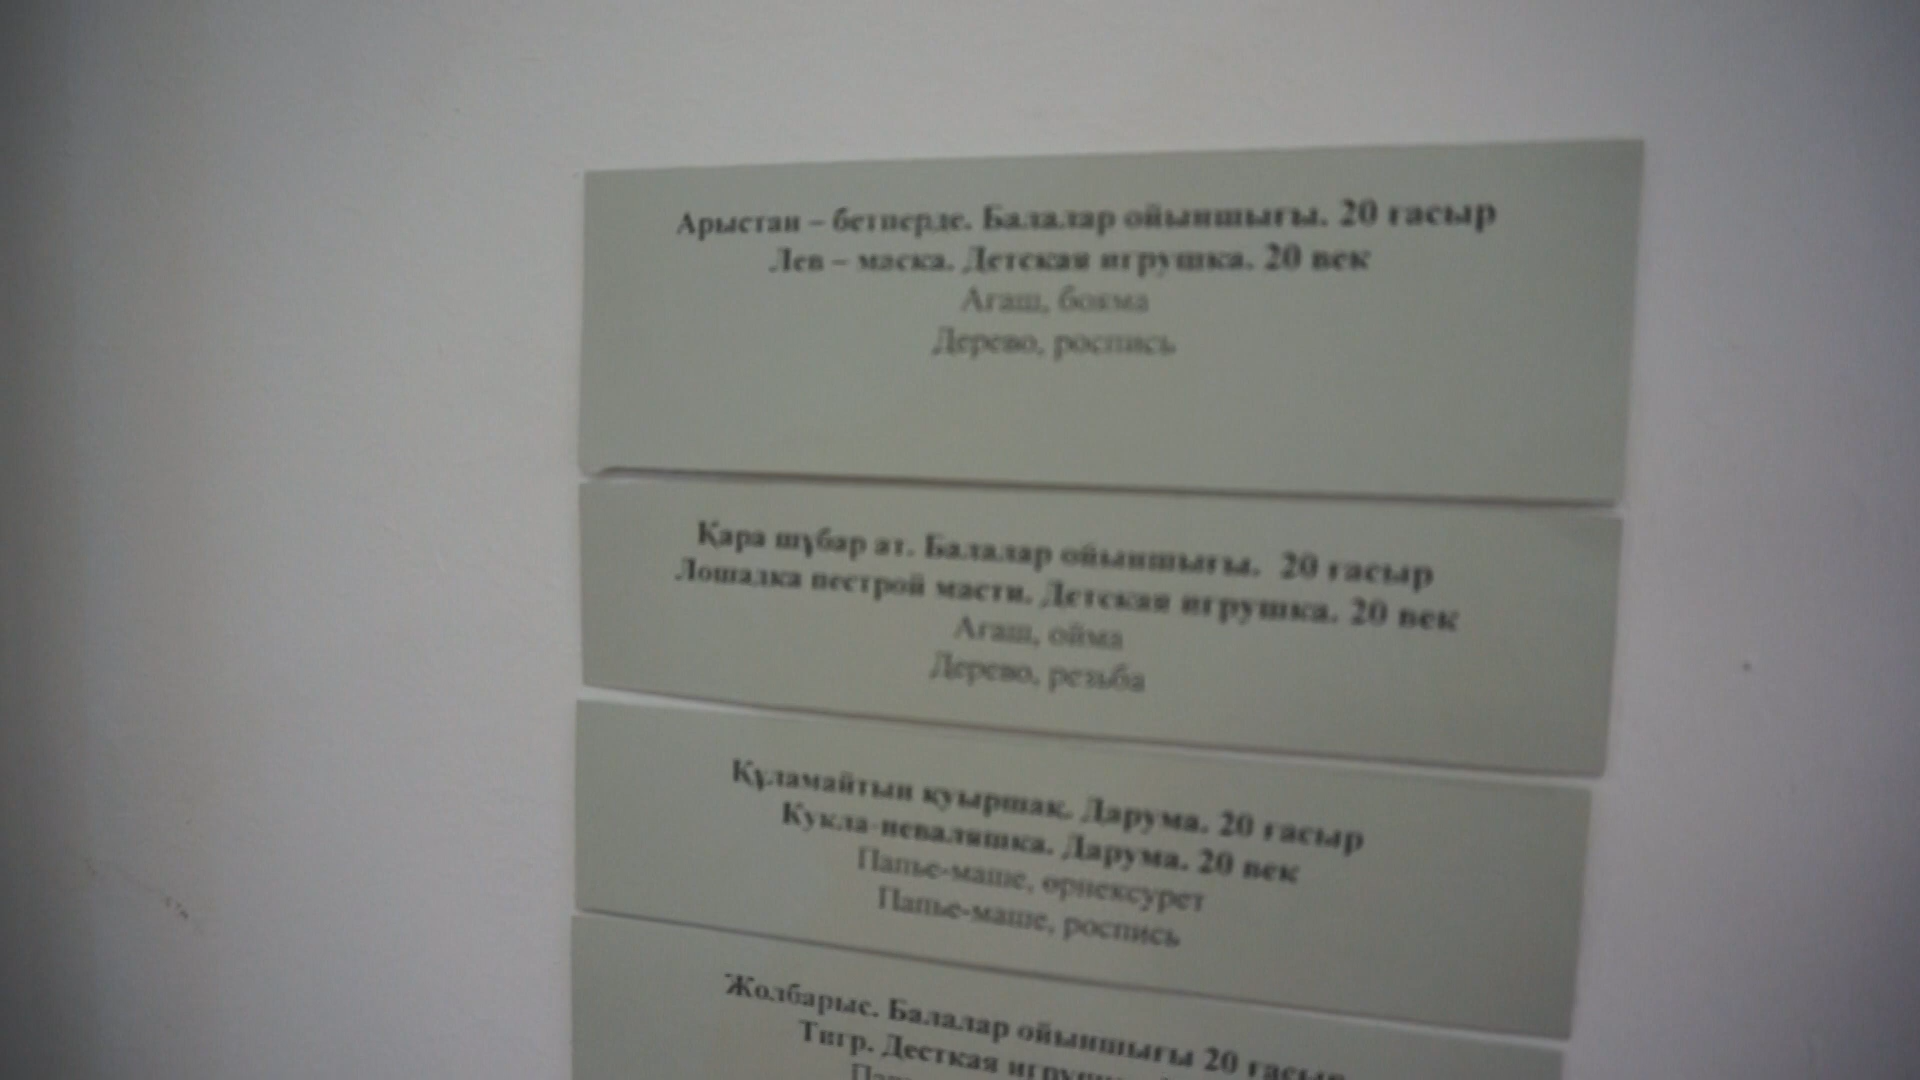 Арыстан – бетперде. Балалар ойыншығы. 20 ғасыр
Лев – маска. Детская игрушка. 20 век
Ағаш, бояма
Дерево, роспись
Қара шұбар ат. Балалар ойыншығы. 20 ғасыр
Лошадка пестрой масти. Детская игрушка. 20 век
Ағаш, ойма
Дерево, резьба
Құламайтын қуыршақ. Дарума. 20 ғасыр
Кукла-неваляшка. Дарума. 20 век
Папье-маше, өрнексурет
Папье-маше, роспись
Жолбарыс. Балалар ойыншығы 20 ғасыр
Тигр. Десткая